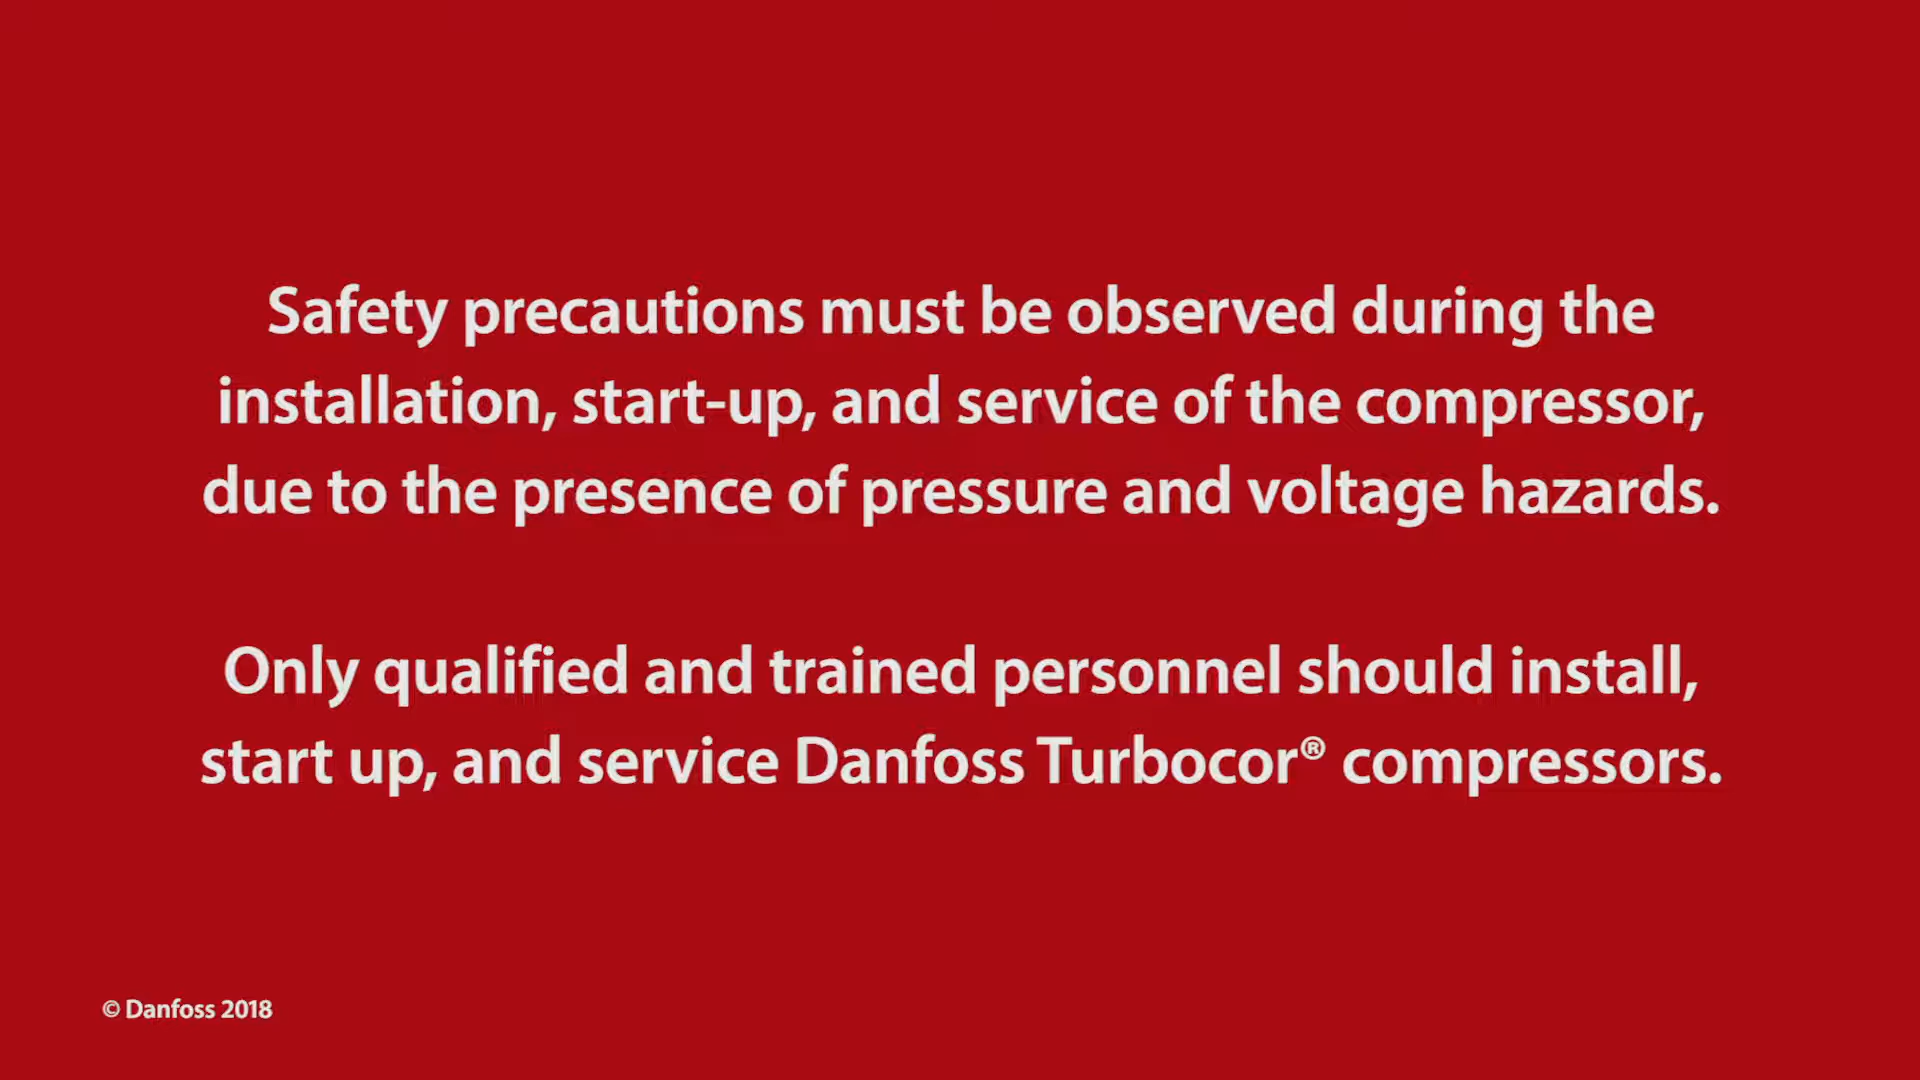 Safety precautions must be observed during the
installation, start-up, and service of the compressor,
due to the presence of pressure and voltage hazards.
Only qualified and trained personnel should install,
start up, and service Danfoss Turbocor® compressors.
© Danfoss 2018